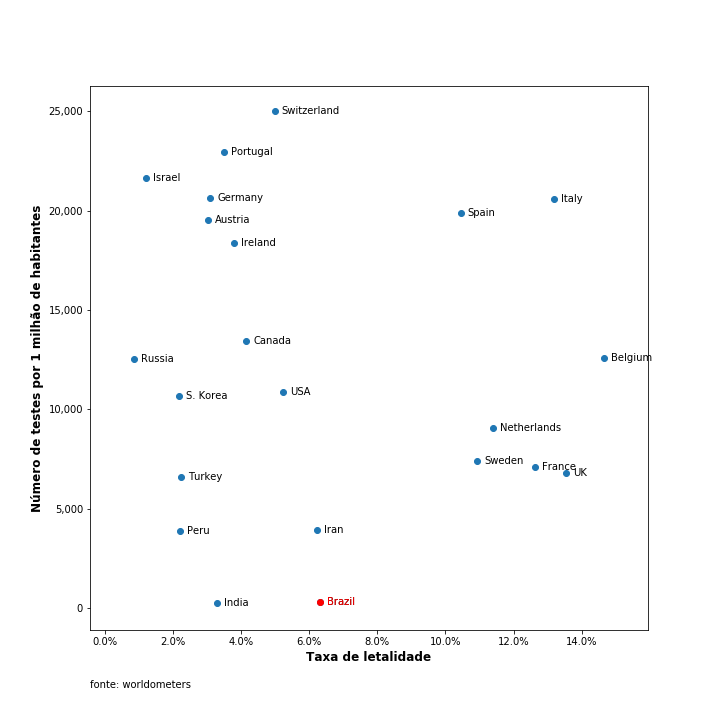 25,000
Switzerland
Portugal
Israel
Germany
20,000
Austria
Spain
Italy
Ireland
15,000
Canada
Russia
Belgium
S. Korea
USA
10,000
Netherlands
Sweden
France
UK
Turkey
5,000
Peru
Iran
India
Brazil
0
Número de testes por 1 milhão de habitantes
0.0% 2.0% 4.0% 6.0% 8.0% 10.0% 12.0% 14.0%
Taxa de letalidade
fonte: worldometers